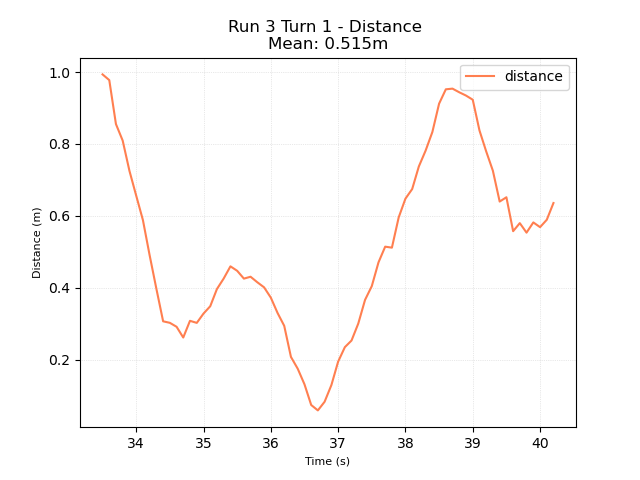 Run 3 Turn 1 - Distance
Mean: 0.515m
distance
1.0
0.8
0.6
0.4
0.2
Distance (m)
34 35 36 37 38 39 40
Time (s)